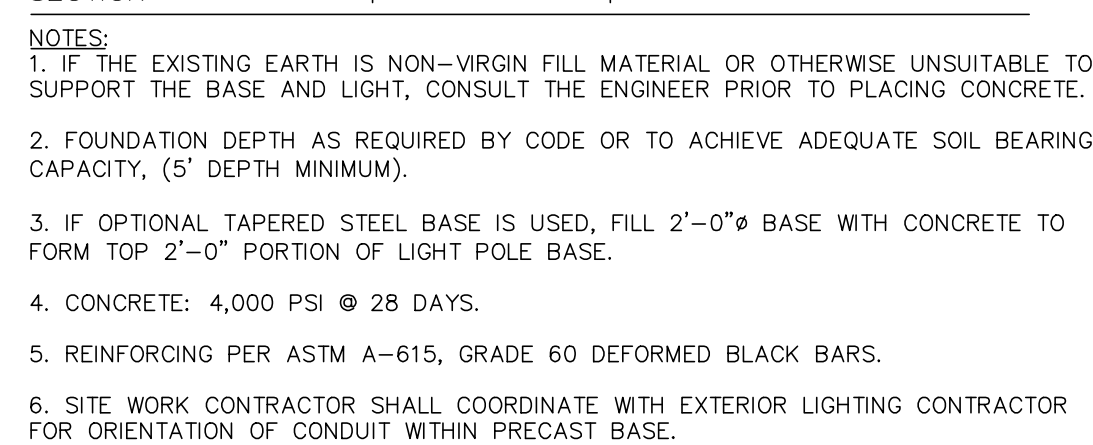 NOTES:
1. IF THE EXISTING EARTH IS NON-VIRGIN FILL MATERIAL OR OTHERWISE UNSUITABLE TO
SUPPORT THE BASE AND LIGHT, CONSULT THE ENGINEER PRIOR TO PLACING CONCRETE.
2. FOUNDATION DEPTH AS REQUIRED BY CODE OR TO ACHIEVE ADEQUATE SOIL BEARING
CAPACITY, (5' DEPTH MINIMUM).
3. IF OPTIONAL TAPERED STEEL BASE IS USED, FILL 2'-0"ø BASE WITH CONCRETE TO
FORM TOP 2'-0" PORTION OF LIGHT POLE BASE.
4. CONCRETE: 4,000 PSI @ 28 DAYS.
5. REINFORCING PER ASTM A-615, GRADE 60 DEFORMED BLACK BARS.
6. SITE WORK CONTRACTOR SHALL COORDINATE WITH EXTERIOR LIGHTING CONTRACTOR
FOR ORIENTATION OF CONDUIT WITHIN PRECAST BASE.